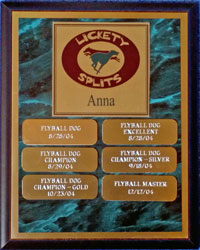 LICKETY
SPLITS
Anna
FLYBALL DOG
8/28/04
FLYBALL DOG
EXCELLENT
8/28/04
FLYBALL DOG
CHAMPION
8/29/04
FLYBALL DOG
CHAMPION-SILVER
9/18/04
FLYBALL DOG
CHAMPION-GOLD
10/23/04
FLYBALL MASTER
12/12/04